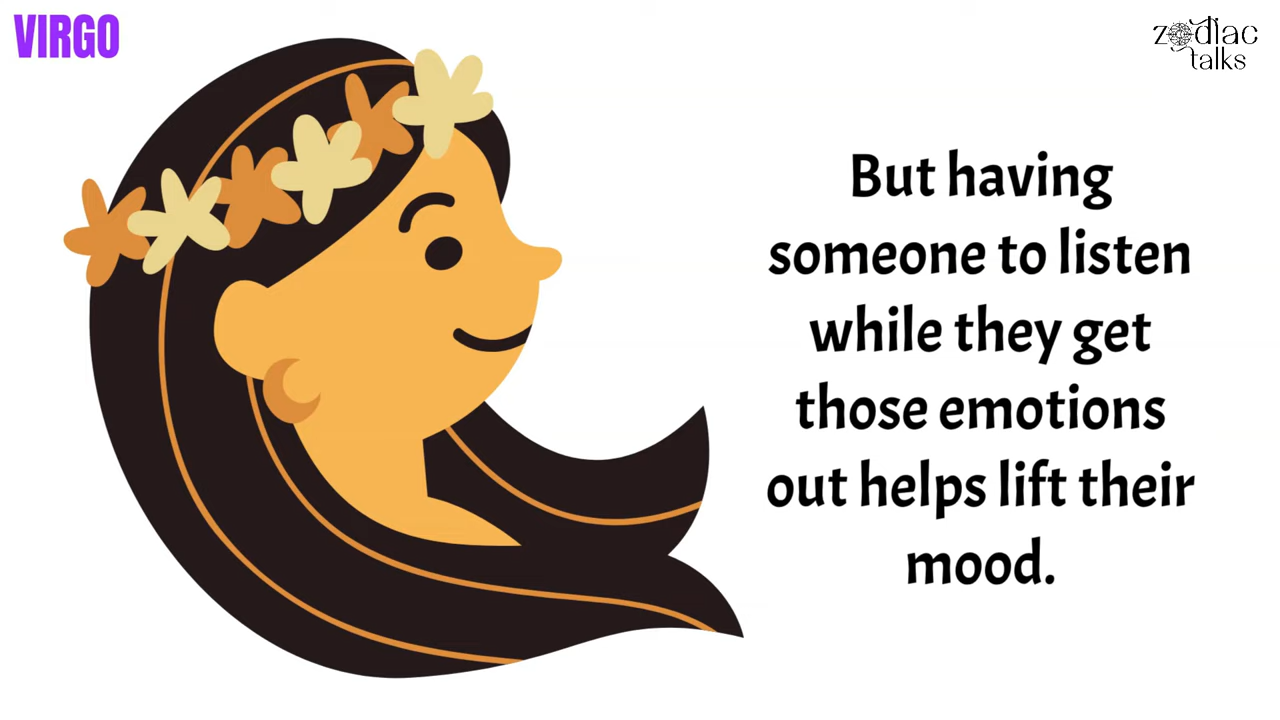 VIRGO
zodiac
talks
But having
someone to listen
while they get
those emotions
out helps lift their
mood.